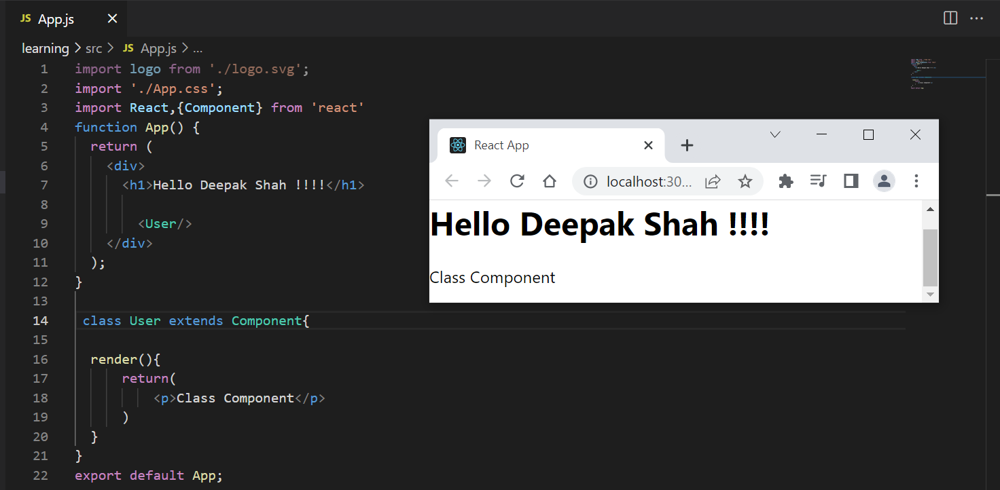 JS App.js
learning > src > JS App.js > ...
1 import logo from './logo.svg';
2 import './App.css';
3 import React,{Component} from 'react'
4 function App() {
5 return (
6 <div>
7 <h1>Hello Deepak Shah !!!!</h1>
8
9 <User/>
10 </div>
11 );
12 }
13
14 class User extends Component{
15
16 render(){
17 return(
18 <p>Class Component</p>
19 )
20 }
21 }
22 export default App;
React App
localhost:30...
Hello Deepak Shah !!!!
Class Component